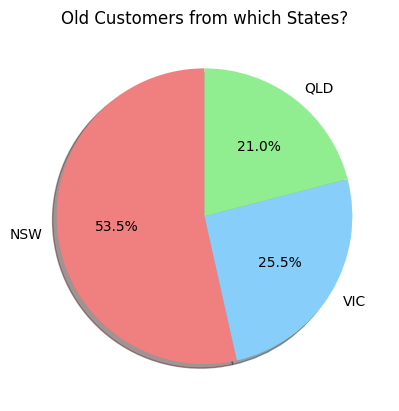 Old Customers from which States?
QLD
21.0%
NSW
53.5%
25.5%
VIC